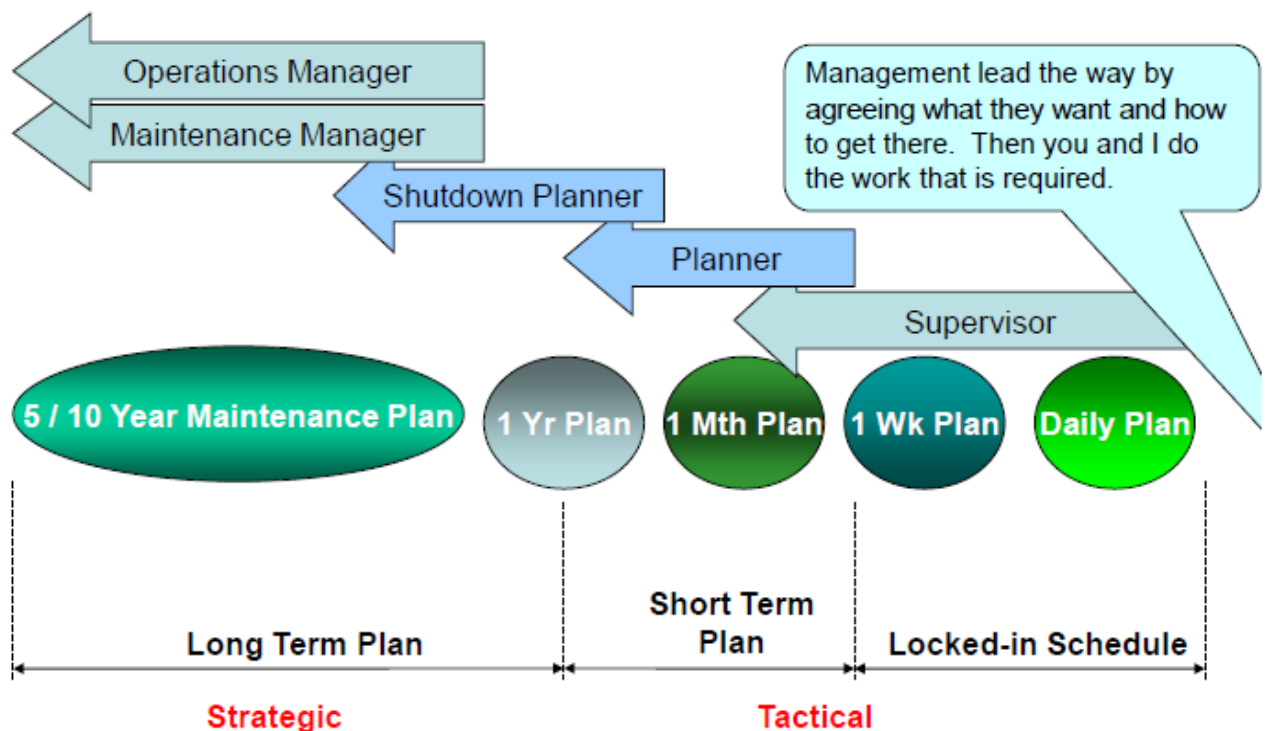 Operations Manager
Maintenance Manager
Shutdown Planner
Planner
Supervisor
Management lead the way by
agreeing what they want and how
to get there.  Then you and I do
the work that is required.
5 / 10 Year Maintenance Plan
1 Yr Plan
1 Mth Plan
1 Wk Plan
Daily Plan
Long Term Plan
Short Term
Plan
Locked-in Schedule
Strategic
Tactical